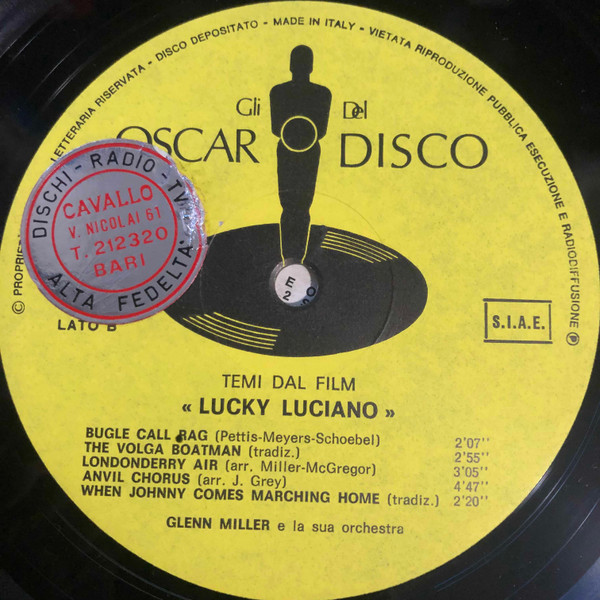 © PROPRIE
LETTERARIA RISERVATA - DISCO DEPOSITATO - MADE IN ITALY - VIETATA RIPRODUZIONE PUBBLICA ESECUZIONE E RADIODIFFUSIONE Ⓟ
Gli Del
OSCAR DISCO
DISCHI - RADIO - TV
CAVALLO
V. NICOLAI 61
T. 212320
BARI
ALTA FEDELTA'
LATO B
E
2
S.I.A.E.
TEMI DAL FILM
« LUCKY LUCIANO »
BUGLE CALL RAG (Pettis-Meyers-Schoebel) 2'07''
THE VOLGA BOATMAN (tradiz.) 2'55''
LONDONDERRY AIR (arr. Miller-McGregor) 3'05''
ANVIL CHORUS (arr. J. Grey) 4'47''
WHEN JOHNNY COMES MARCHING HOME (tradiz.) 2'20''
GLENN MILLER e la sua orchestra